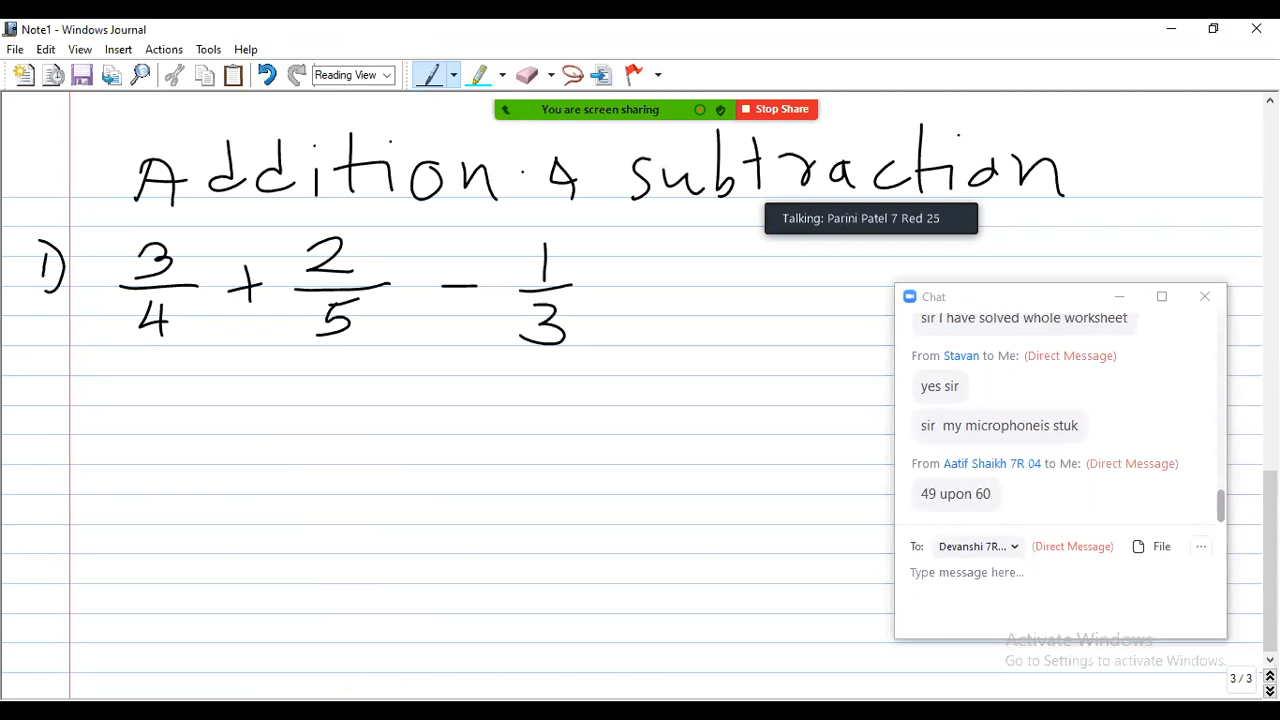 Note1 - Windows Journal
File Edit View Insert Actions Tools Help
Reading View
You are screen sharing Stop Share
Addition & subtraction
Talking: Parini Patel 7 Red 25
1) 3/4 + 2/5 - 1/3
Chat
sir I have solved whole worksheet
From Stavan to Me: (Direct Message)
yes sir
sir my microphoneis stuk
From Aatif Shaikh 7R 04 to Me: (Direct Message)
49 upon 60
To: Devanshi 7R... (Direct Message) File ...
Type message here...
Activate Windows
Go to Settings to activate Windows.
3 / 3